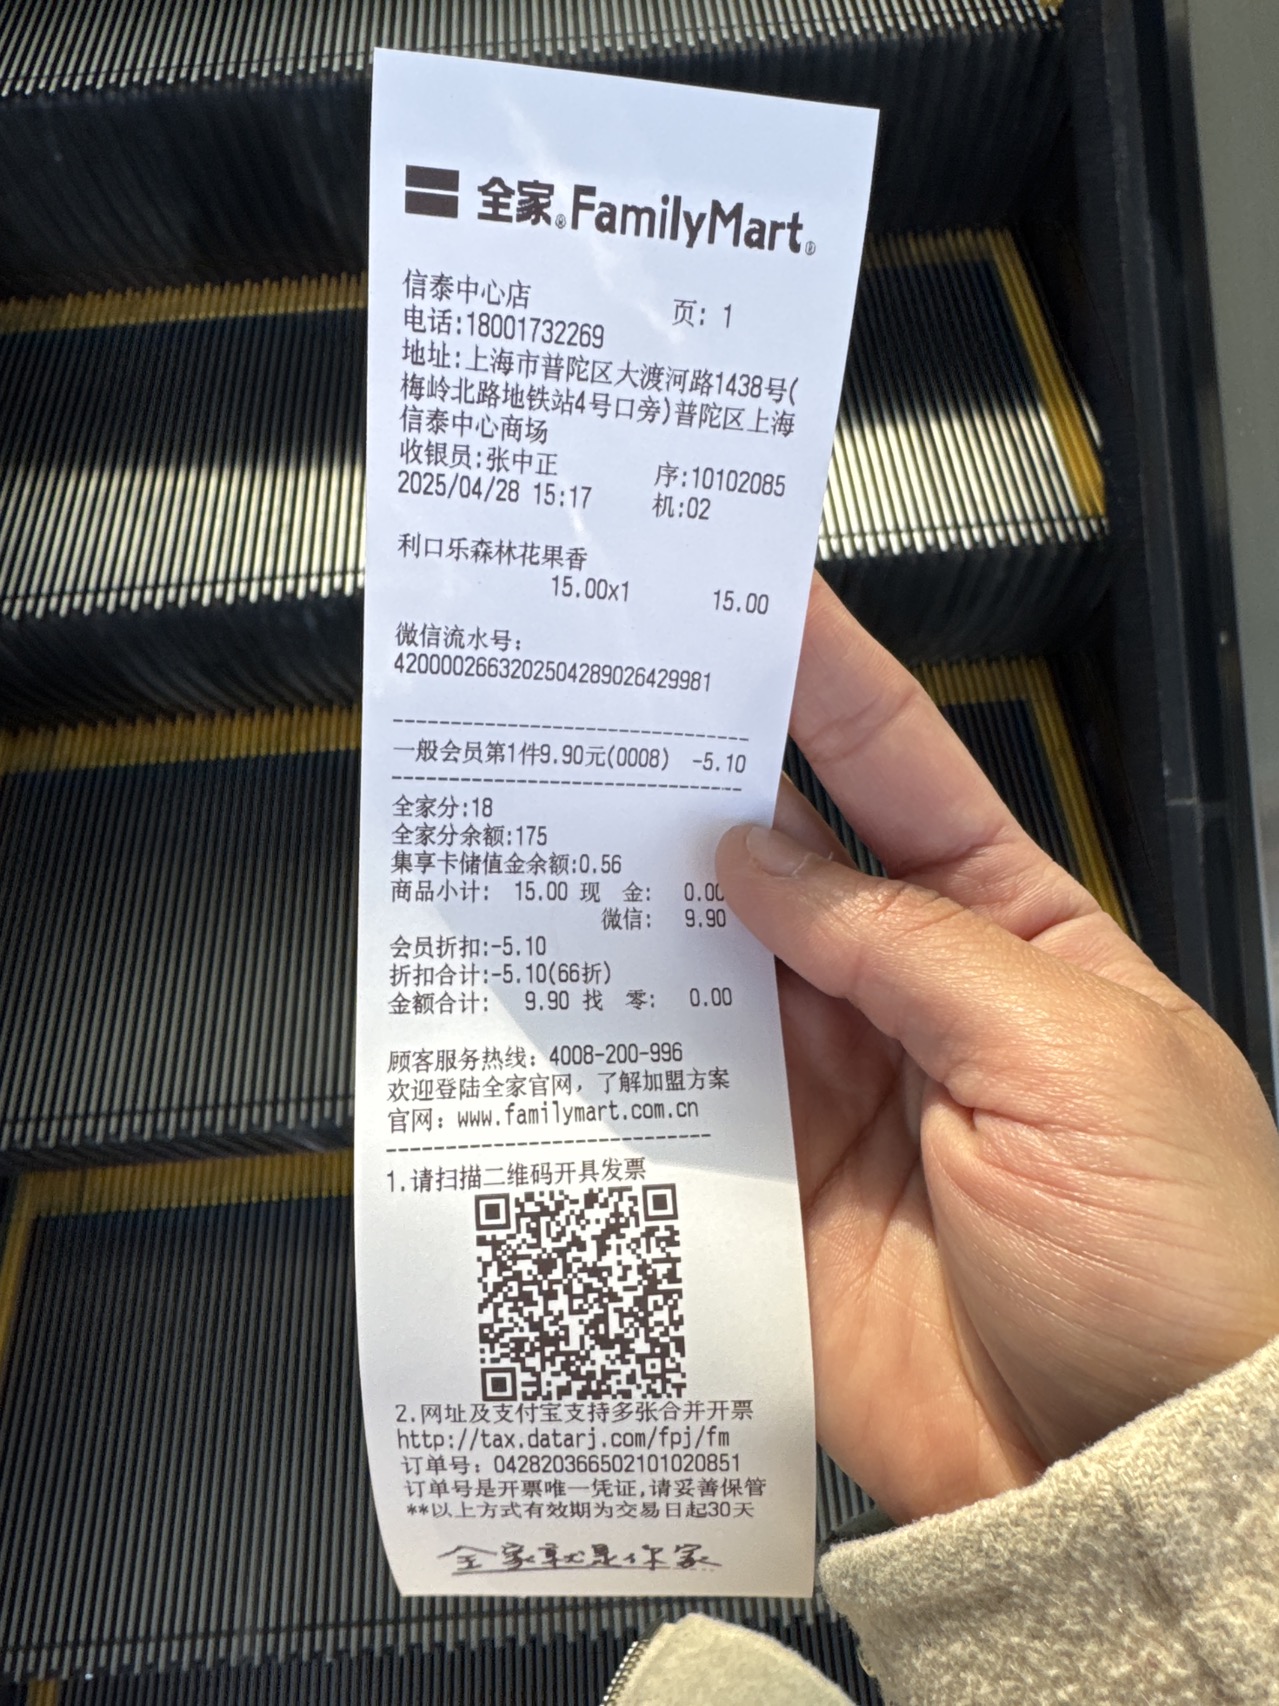 全家®FamilyMart®
信泰中心店 页: 1
电话:18001732269
地址:上海市普陀区大渡河路1438号(
梅岭北路地铁站4号口旁)普陀区上海
信泰中心商场
收银员:张中正 序:10102085
2025/04/28 15:17 机:02
利口乐森林花果香
15.00x1 15.00
微信流水号:
4200002663202504289026429981
一般会员第1件9.90元(0008) -5.10
全家分:18
全家分余额:175
集享卡储值金余额:0.56
商品小计: 15.00 现 金: 0.00
微信: 9.90
会员折扣:-5.10
折扣合计:-5.10(66折)
金额合计: 9.90 找 零: 0.00
顾客服务热线: 4008-200-996
欢迎登陆全家官网, 了解加盟方案
官网: www.familymart.com.cn
1.请扫描二维码开具发票
2.网址及支付宝支持多张合并开票
http://tax.datarj.com/fpj/fm
订单号: 042820366502101020851
订单号是开票唯一凭证,请妥善保管
**以上方式有效期为交易日起30天
全家就是你家